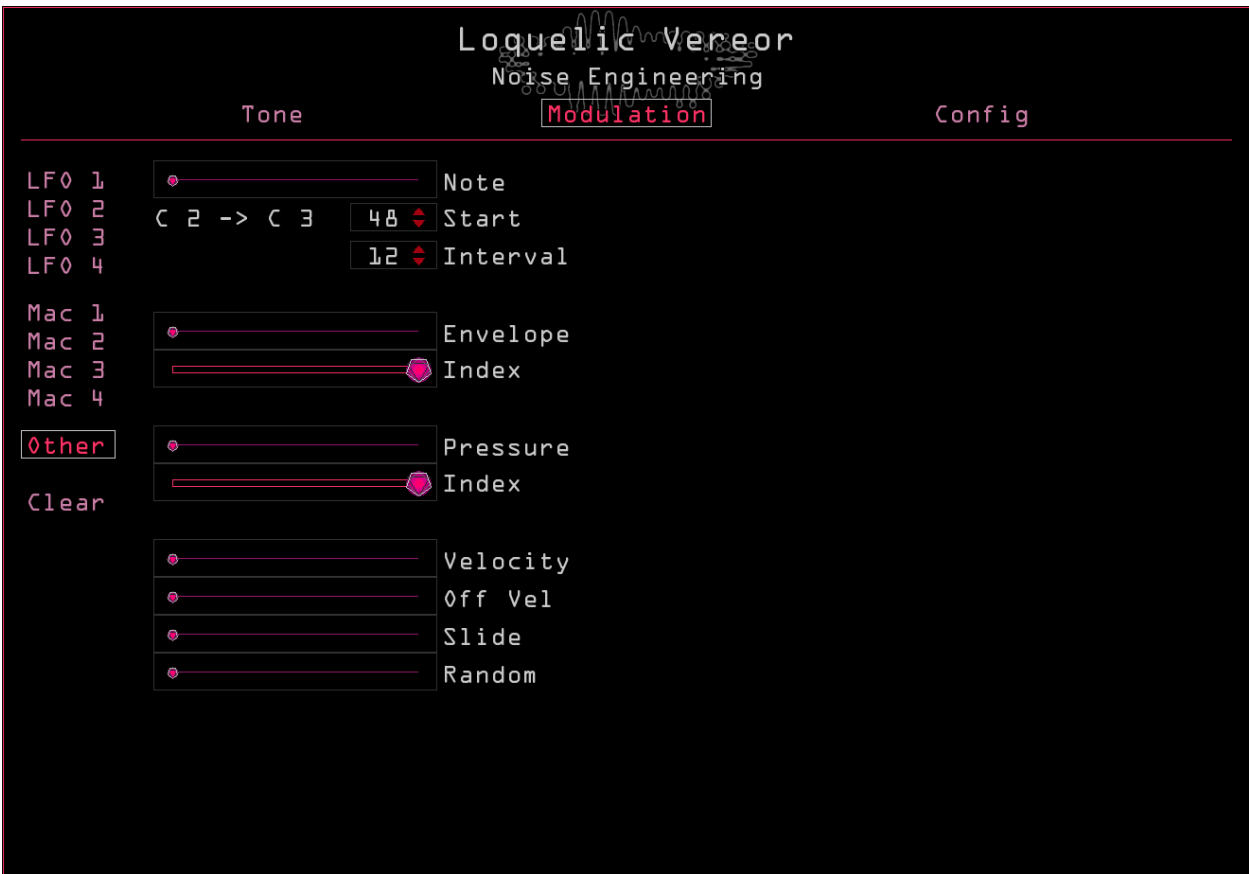 Loquelic Vereor
Noise Engineering
Tone Modulation Config
LFO 1
LFO 2
LFO 3
LFO 4
Mac 1
Mac 2
Mac 3
Mac 4
Other
Clear
Note
C 2 -> C 3 48 Start
12 Interval
Envelope
Index
Pressure
Index
Velocity
Off Vel
Slide
Random